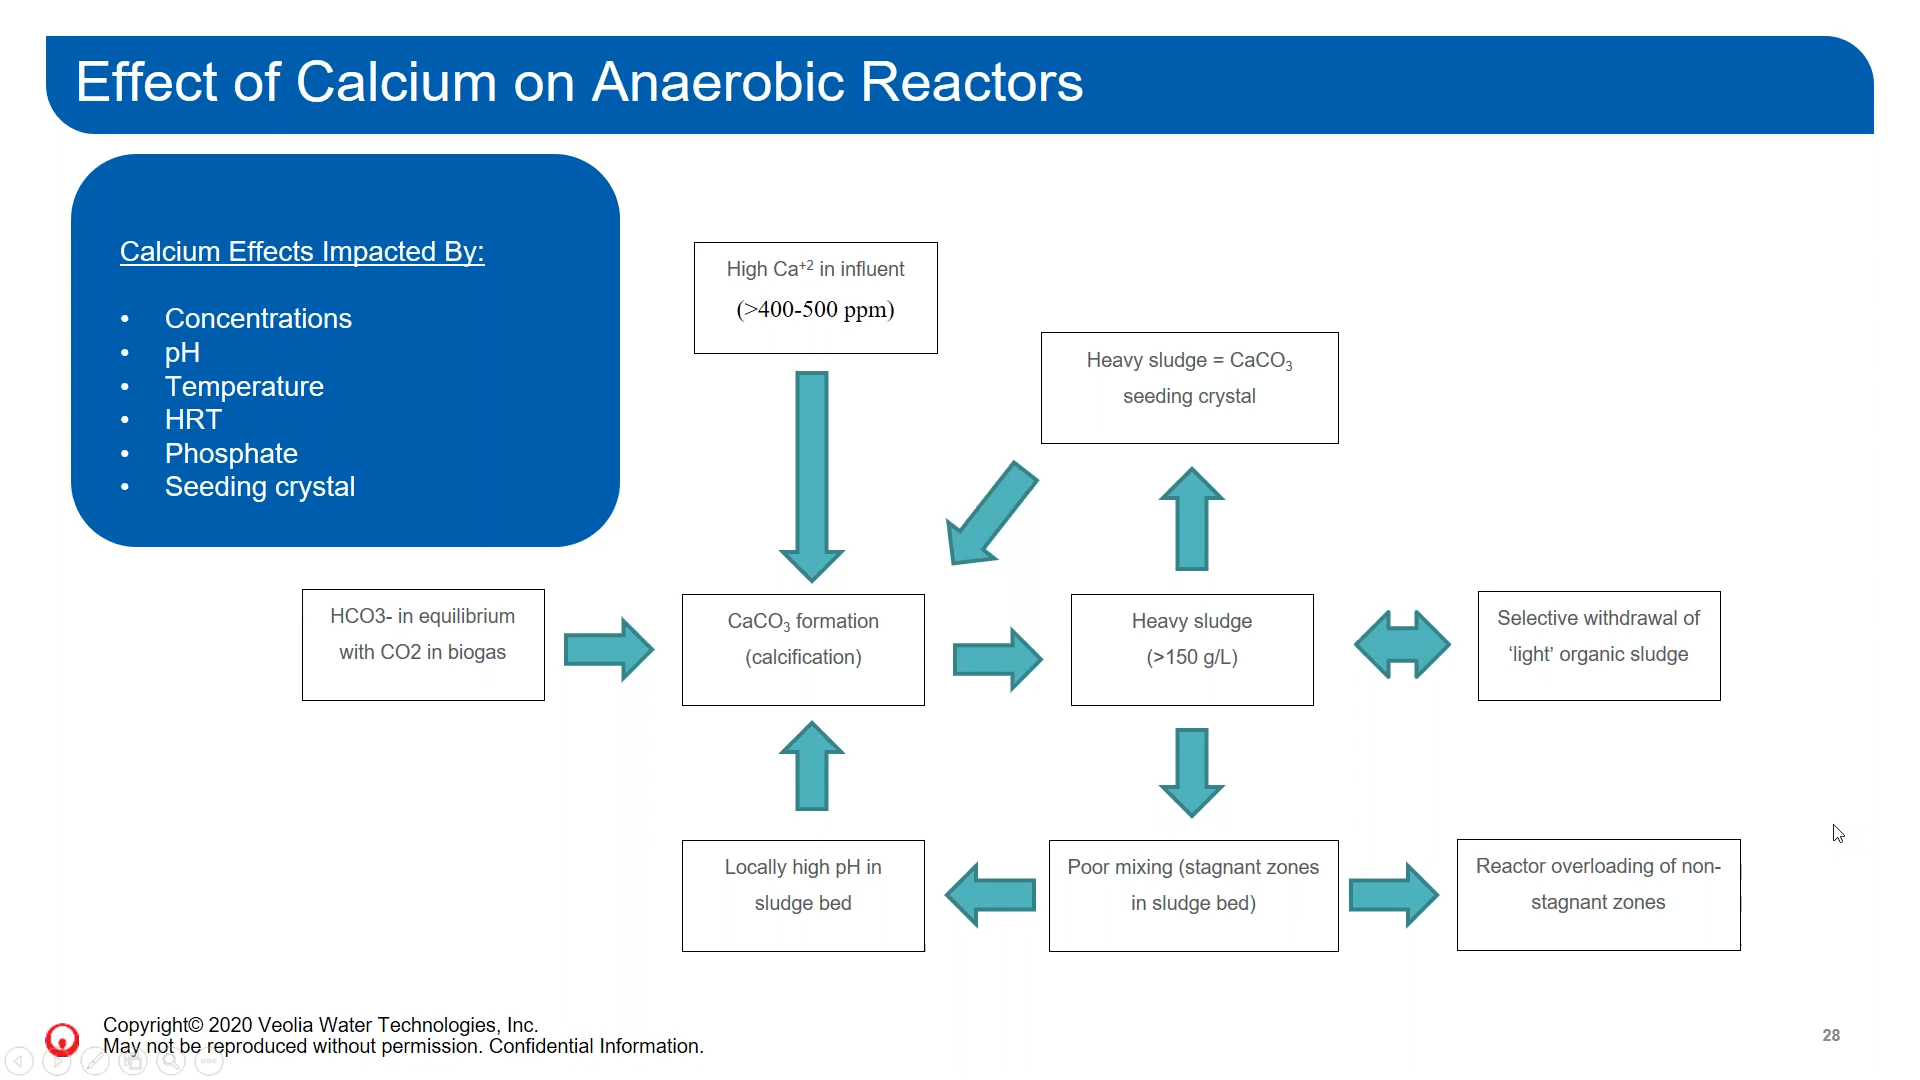 Effect of Calcium on Anaerobic Reactors
Calcium Effects Impacted By:
• Concentrations
• pH
• Temperature
• HRT
• Phosphate
• Seeding crystal
High Ca⁺² in influent
(>400-500 ppm)
Heavy sludge = CaCO₃
seeding crystal
HCO3- in equilibrium
with CO2 in biogas
CaCO₃ formation
(calcification)
Heavy sludge
(>150 g/L)
Selective withdrawal of
‘light’ organic sludge
Locally high pH in
sludge bed
Poor mixing (stagnant zones
in sludge bed)
Reactor overloading of non-
stagnant zones
Copyright© 2020 Veolia Water Technologies, Inc.
May not be reproduced without permission. Confidential Information.
28